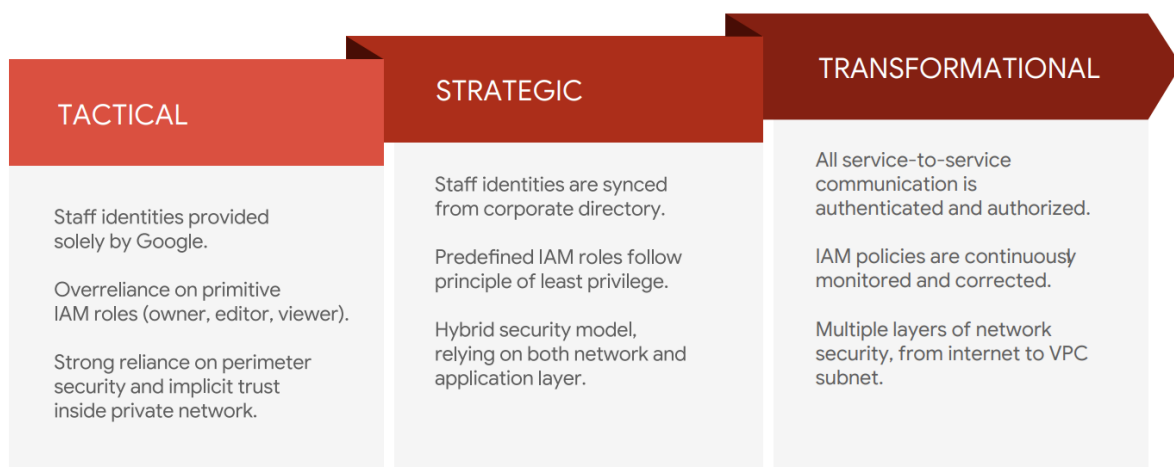 TACTICAL
Staff identities provided
solely by Google.
Overreliance on primitive
IAM roles (owner, editor, viewer).
Strong reliance on perimeter
security and implicit trust
inside private network.
STRATEGIC
Staff identities are synced
from corporate directory.
Predefined IAM roles follow
principle of least privilege.
Hybrid security model,
relying on both network and
application layer.
TRANSFORMATIONAL
All service-to-service
communication is
authenticated and authorized.
IAM policies are continuously
monitored and corrected.
Multiple layers of network
security, from internet to VPC
subnet.